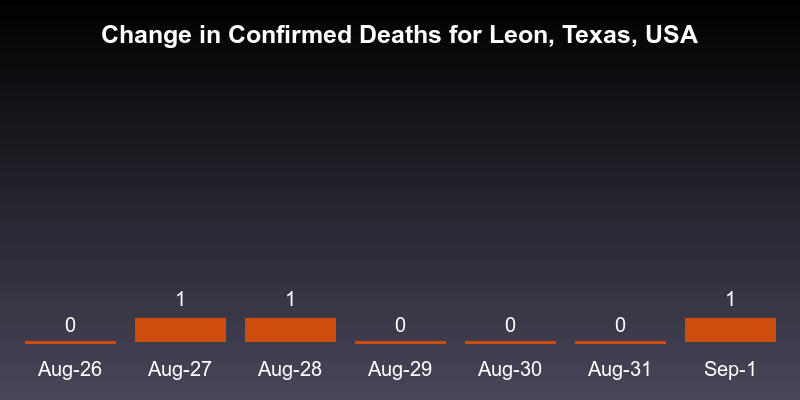 Change in Confirmed Deaths for Leon, Texas, USA
0 1 1 0 0 0 1
Aug-26 Aug-27 Aug-28 Aug-29 Aug-30 Aug-31 Sep-1